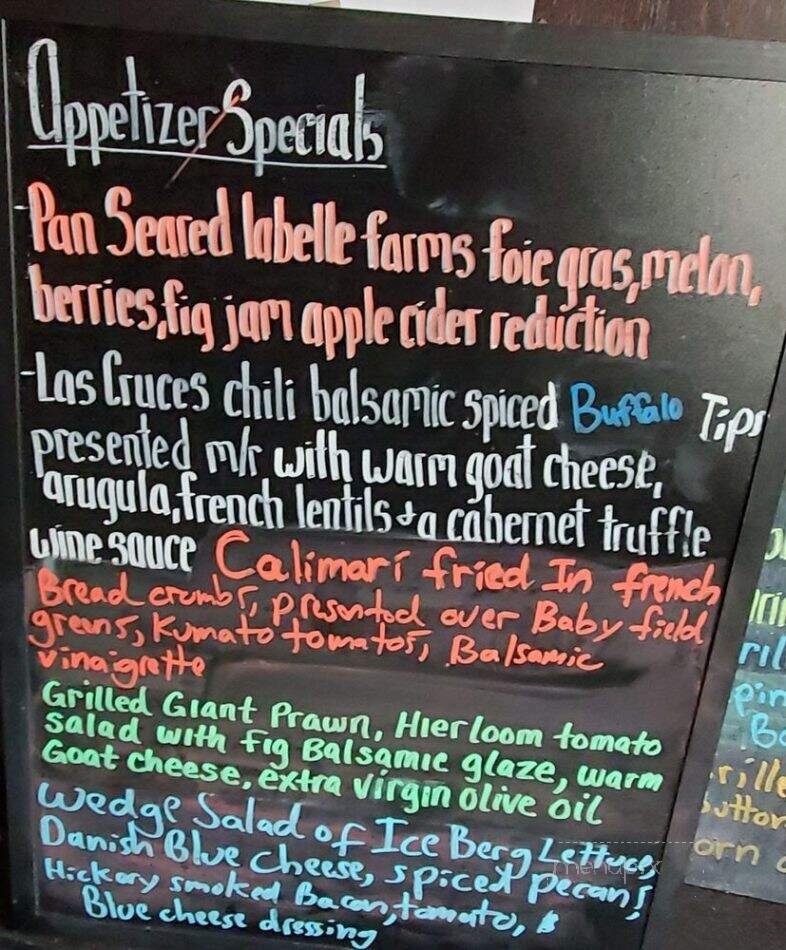 Appetizer Specials
-Pan Seared labelle farms foie gras, melon,
berries, fig jam apple cider reduction
-Las Cruces chili balsamic spiced Buffalo Tips
presented m/r with warm goat cheese,
arugula, french lentils & a cabernet truffle
wine sauce Calimari fried In french
Bread crumbs, presented over Baby field
greens, Kumato tomatos, Balsamic
vinaigrette
Grilled Giant Prawn, Hierloom tomato
salad with fig Balsamic glaze, warm
Goat cheese, extra virgin olive oil
Wedge Salad of Ice Berg Lettuce,
Danish Blue cheese, spiced pecans,
Hickory smoked Bacon, tomato, &
Blue cheese dressing
menupix
orn